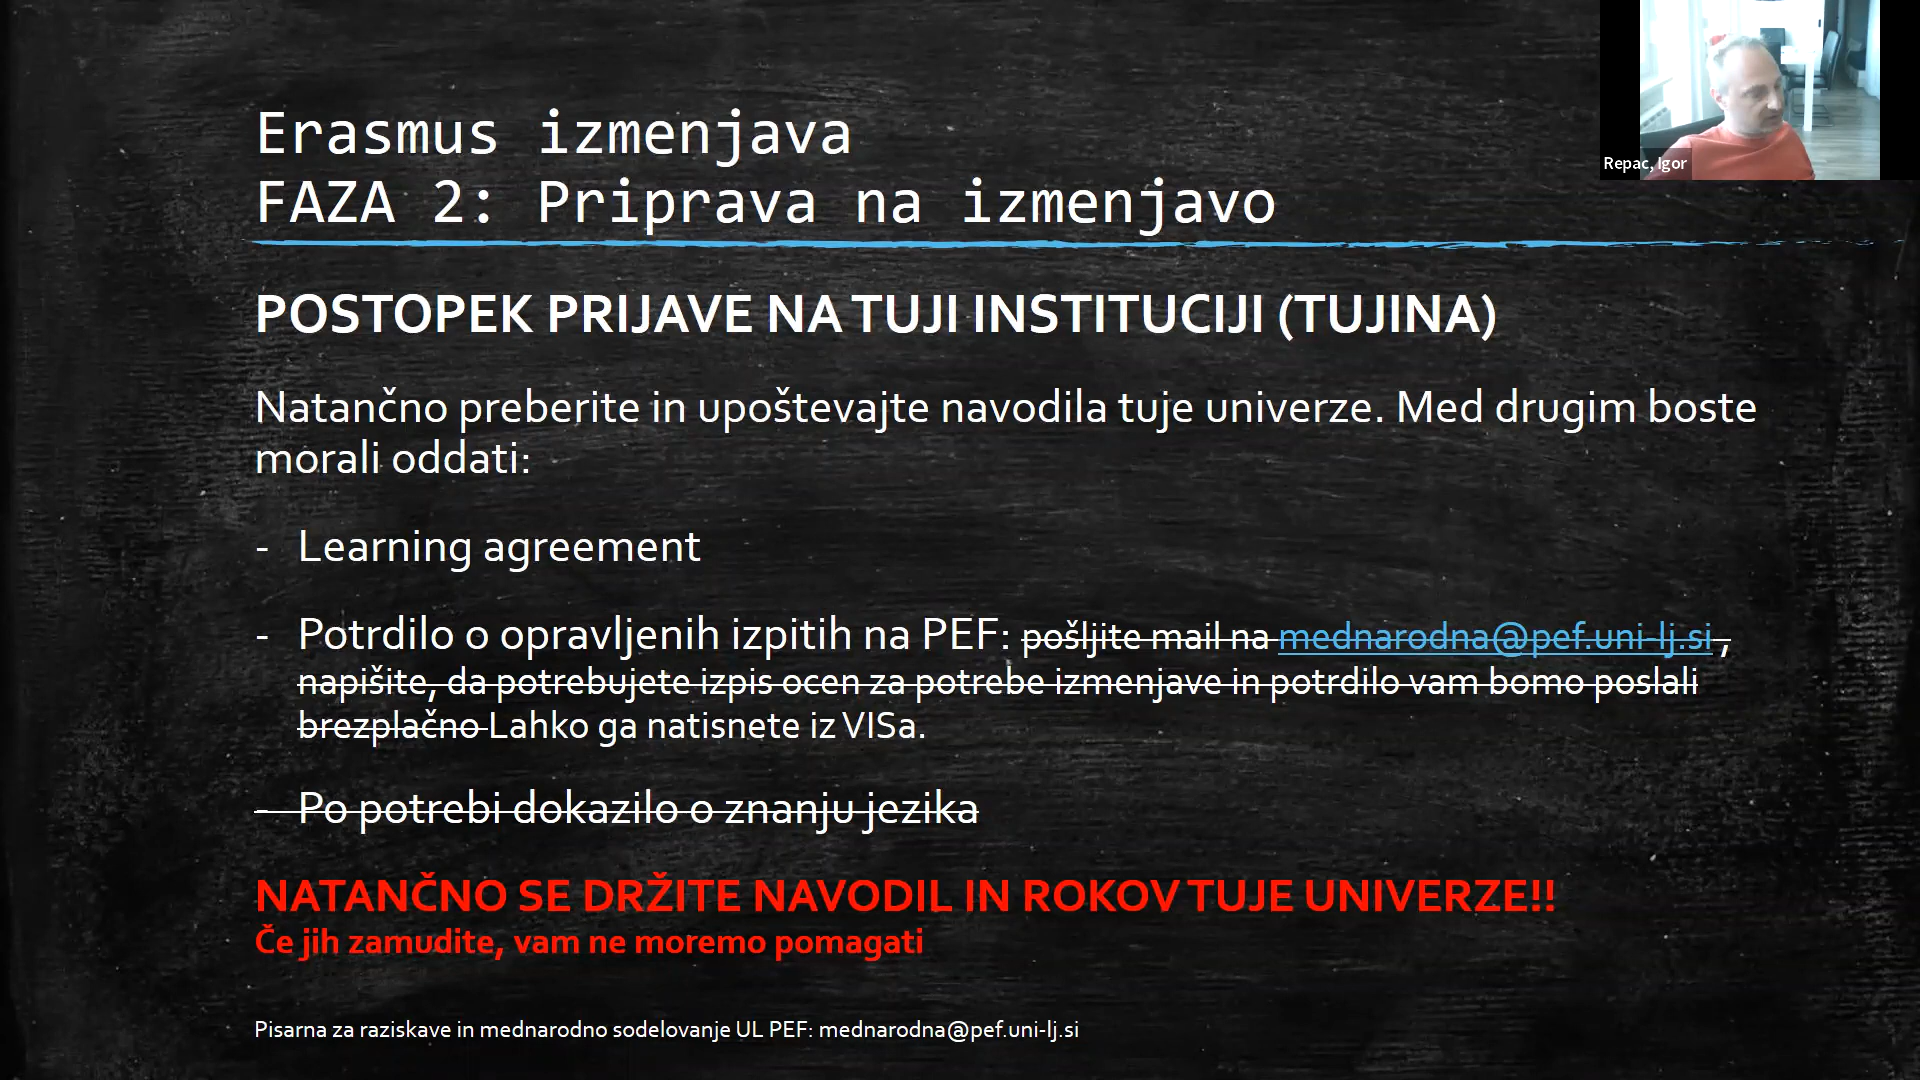 Erasmus izmenjava
FAZA 2: Priprava na izmenjavo
Repac, Igor
POSTOPEK PRIJAVE NA TUJI INSTITUCIJI (TUJINA)
Natančno preberite in upoštevajte navodila tuje univerze. Med drugim boste
morali oddati:
- Learning agreement
- Potrdilo o opravljenih izpitih na PEF: pošljite mail na mednarodna@pef.uni-lj.si ,
napišite, da potrebujete izpis ocen za potrebe izmenjave in potrdilo vam bomo poslali
brezplačno Lahko ga natisnete iz VISa.
- Po potrebi dokazilo o znanju jezika
NATANČNO SE DRŽITE NAVODIL IN ROKOV TUJE UNIVERZE!!
Če jih zamudite, vam ne moremo pomagati
Pisarna za raziskave in mednarodno sodelovanje UL PEF: mednarodna@pef.uni-lj.si